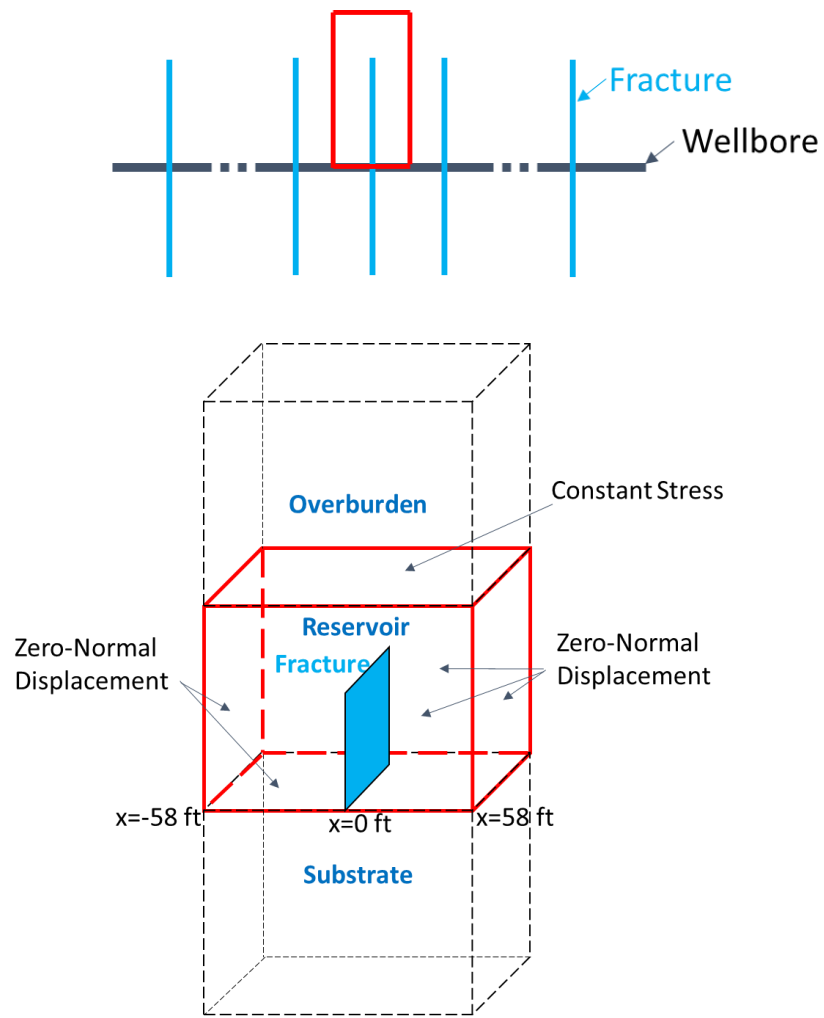 Fracture
Wellbore
Overburden
Constant Stress
Reservoir
Fracture
Zero-Normal
Displacement
Zero-Normal
Displacement
x=-58 ft
x=0 ft
x=58 ft
Substrate